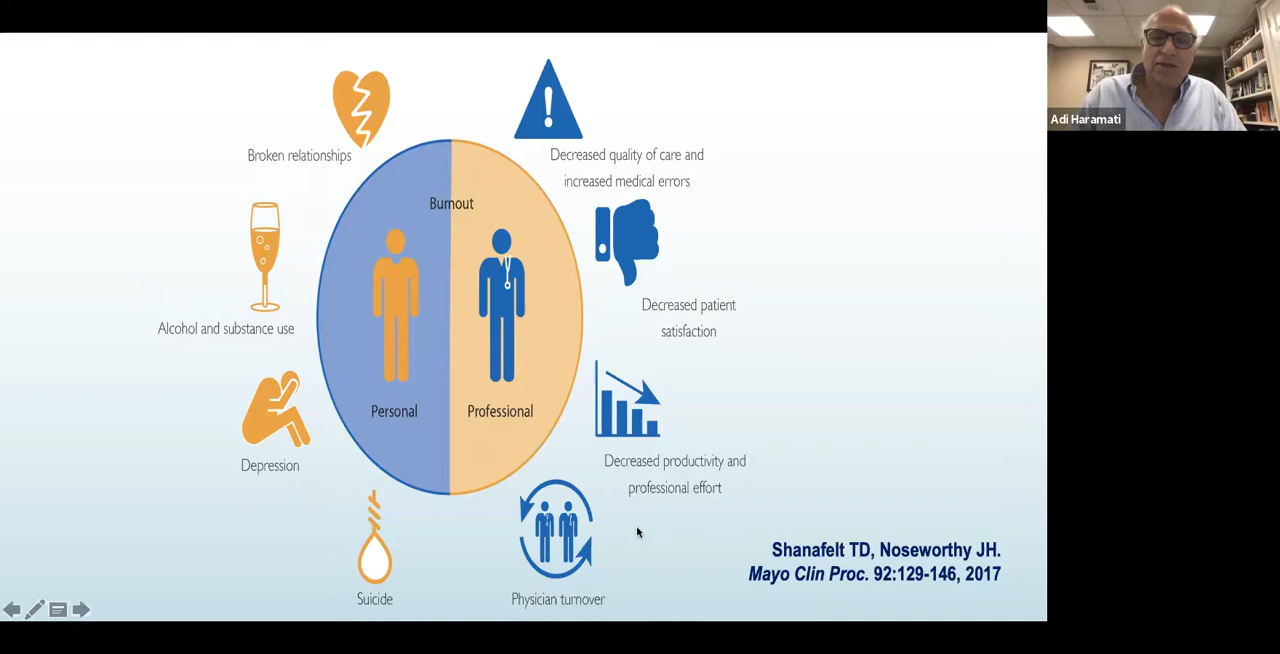 Broken relationships
Decreased quality of care and
increased medical errors
Burnout
Alcohol and substance use
Decreased patient
satisfaction
Personal
Professional
Depression
Decreased productivity and
professional effort
Suicide
Physician turnover
Shanafelt TD, Noseworthy JH.
Mayo Clin Proc. 92:129-146, 2017
Adi Haramati